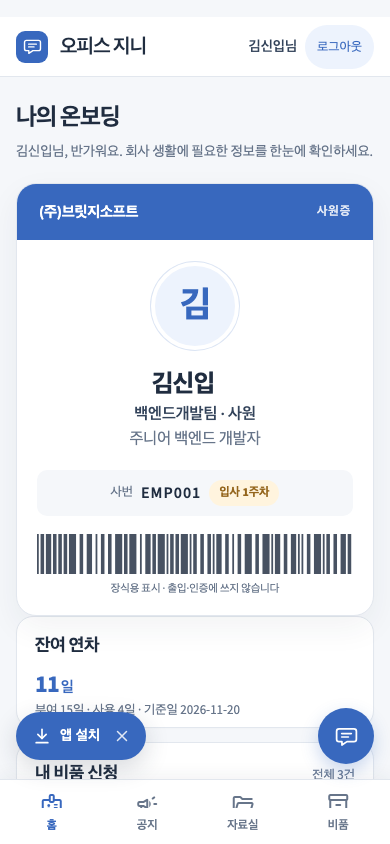 오피스 지니
김신입님 로그아웃
나의 온보딩
김신입님, 반가워요. 회사 생활에 필요한 정보를 한눈에 확인하세요.
(주)브릿지소프트 사원증
김
김신입
백엔드개발팀 · 사원
주니어 백엔드 개발자
사번 EMP001 입사 1주차
장식용 표시 · 출입·인증에 쓰지 않습니다
잔여 연차
11일
부여 15일 · 사용 4일 · 기준일 2026-11-20
앱 설치
내 비품 신청 전체 3건
홈 공지 자료실 비품